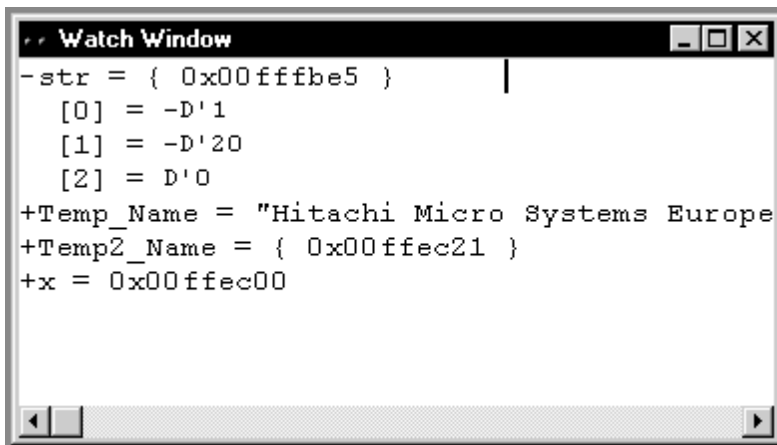 Watch Window
-str = { 0x00fffbe5 }
[0] = -D'1
[1] = -D'20
[2] = D'0
+Temp_Name = "Hitachi Micro Systems Europe
+Temp2_Name = { 0x00ffec21 }
+x = 0x00ffec00